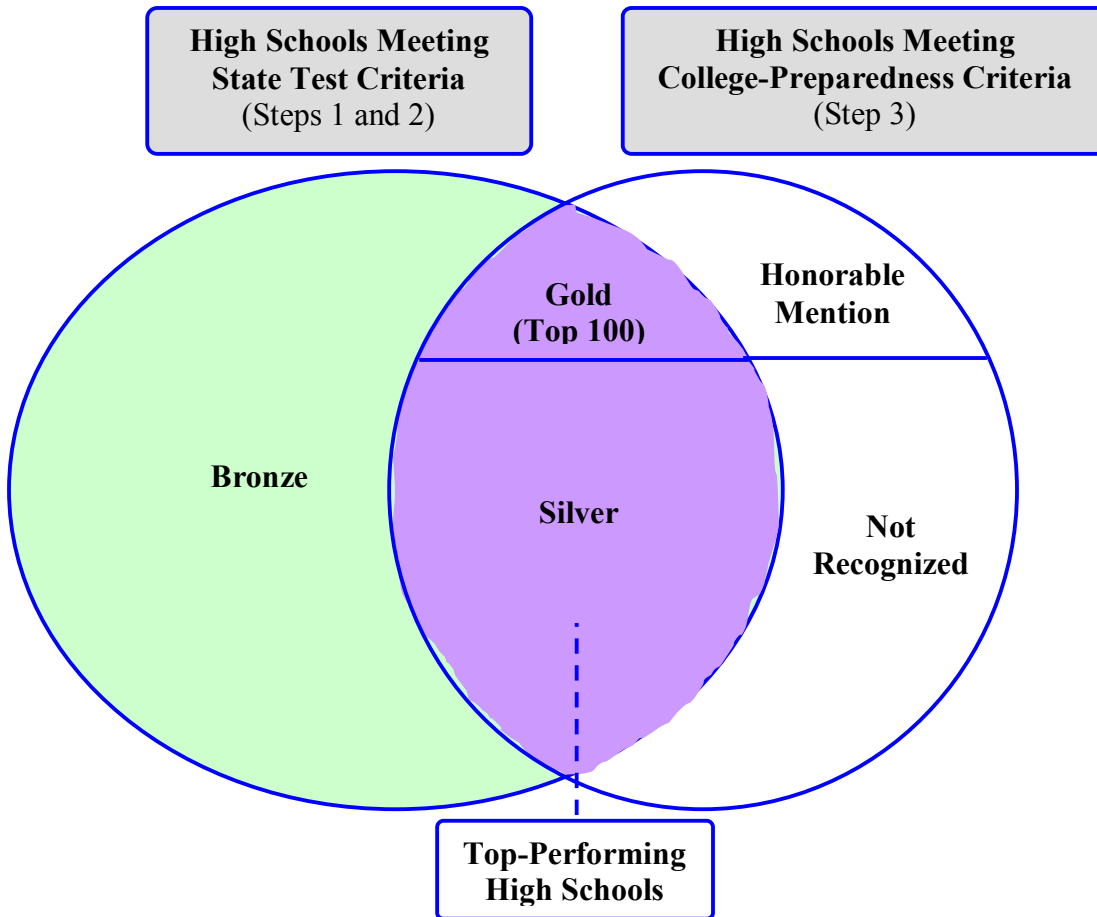 High Schools Meeting
State Test Criteria
(Steps 1 and 2)
High Schools Meeting
College-Preparedness Criteria
(Step 3)
Gold
(Top 100)
Honorable
Mention
Bronze
Silver
Not
Recognized
Top-Performing
High Schools